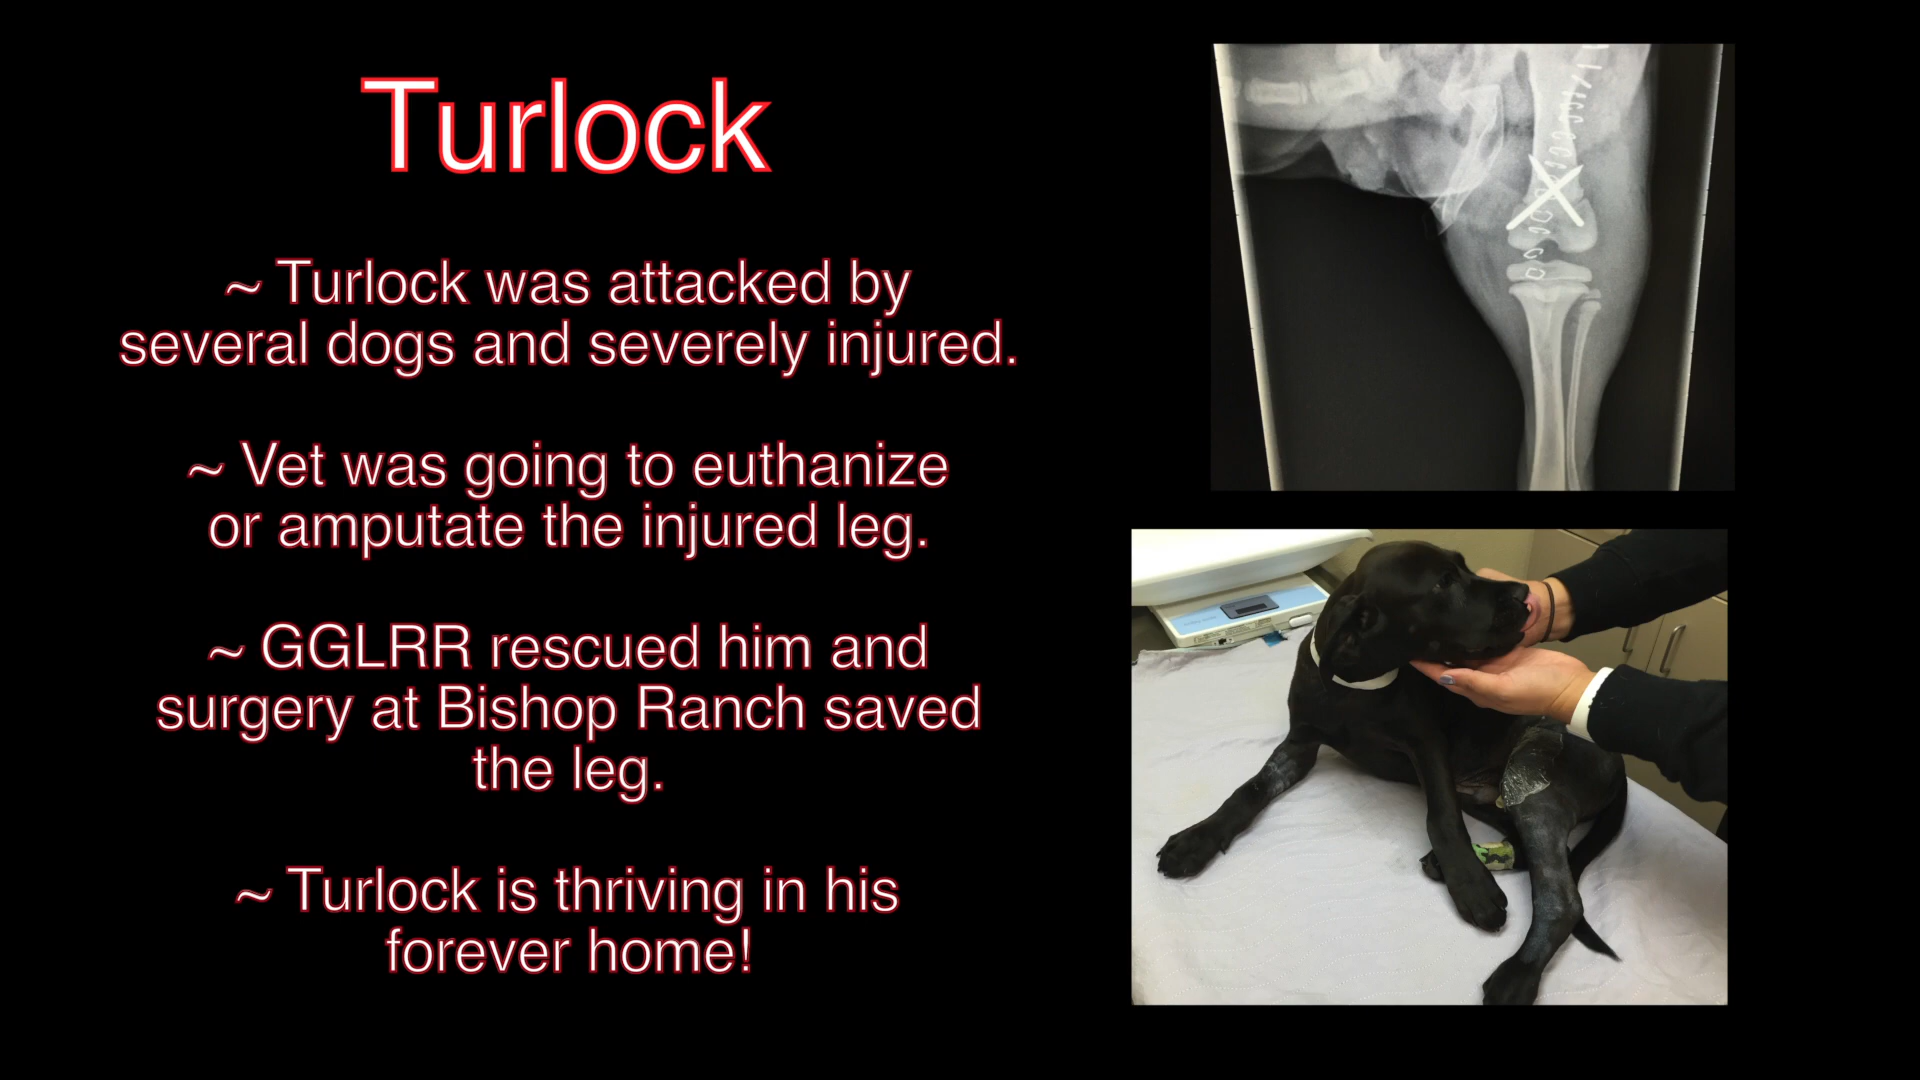 Turlock
~ Turlock was attacked by
several dogs and severely injured.
~ Vet was going to euthanize
or amputate the injured leg.
~ GGLRR rescued him and
surgery at Bishop Ranch saved
the leg.
~ Turlock is thriving in his
forever home!